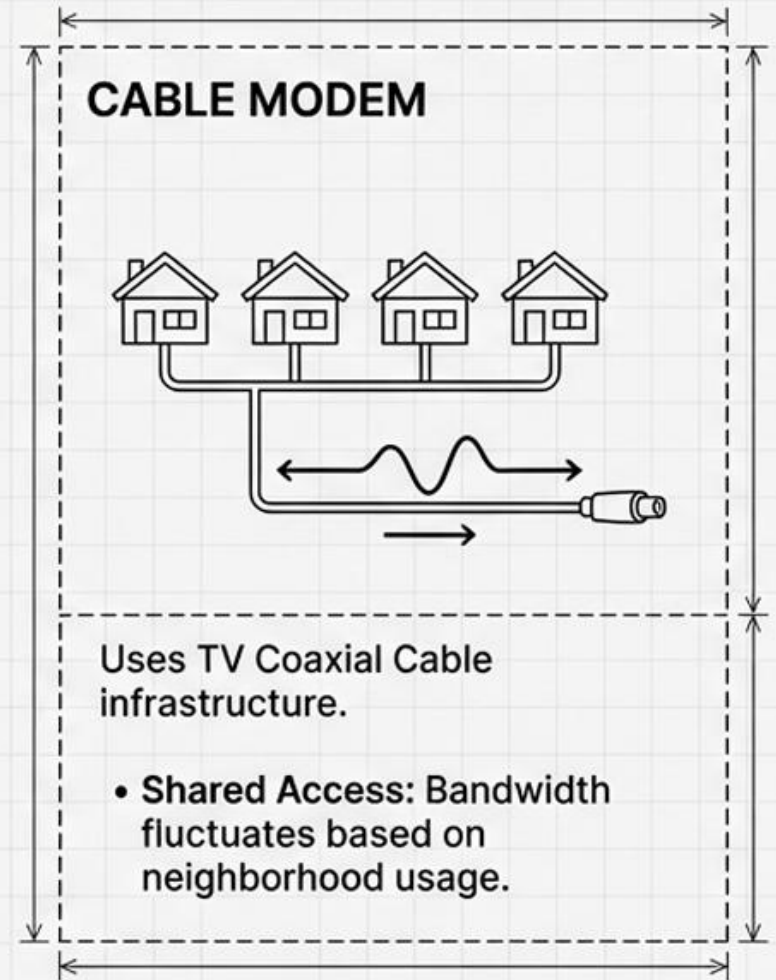 CABLE MODEM
Uses TV Coaxial Cable
infrastructure.
• Shared Access: Bandwidth
fluctuates based on
neighborhood usage.